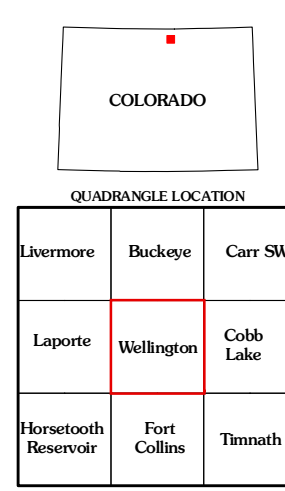 COLORADO
QUADRANGLE LOCATION
Livermore
Buckeye
Carr SW
Laporte
Wellington
Cobb
Lake
Horsetooth
Reservoir
Fort
Collins
Timnath